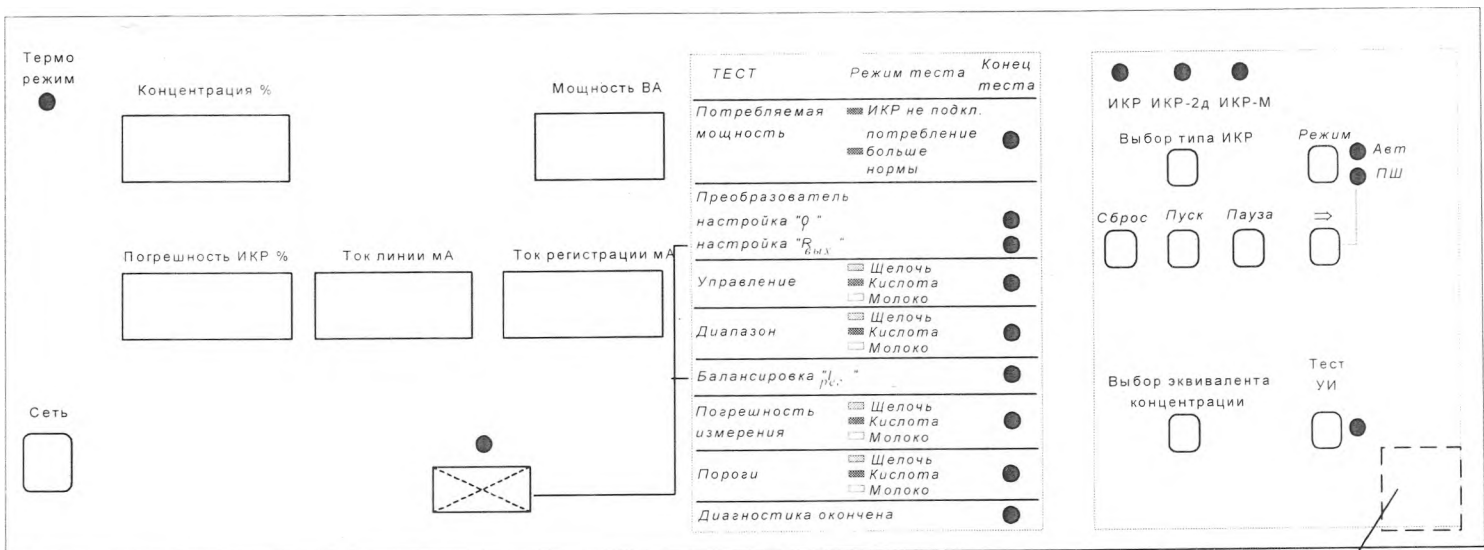 Термо
режим
Концентрация %
Мощность ВА
Погрешность ИКР %
Ток линии мА
Ток регистрации мА
Сеть
ТЕСТ
Режим теста
Конец
теста
Потребляемая
мощность
ИКР не подкл.
потребление
больше
нормы
Преобразователь
настройка "
настройка "Rвых "
Управление
Щелочь
Кислота
Молоко
Диапазон
Щелочь
Кислота
Молоко
Балансировка "Iрег "
Погрешность
измерения
Щелочь
Кислота
Молоко
Пороги
Щелочь
Кислота
Молоко
Диагностика окончена
ИКР ИКР-2д ИКР-М
Выбор типа ИКР
Режим
Авт
ПШ
Сброс
Пуск
Пауза
⇒
Выбор эквивалента
концентрации
Тест
УИ